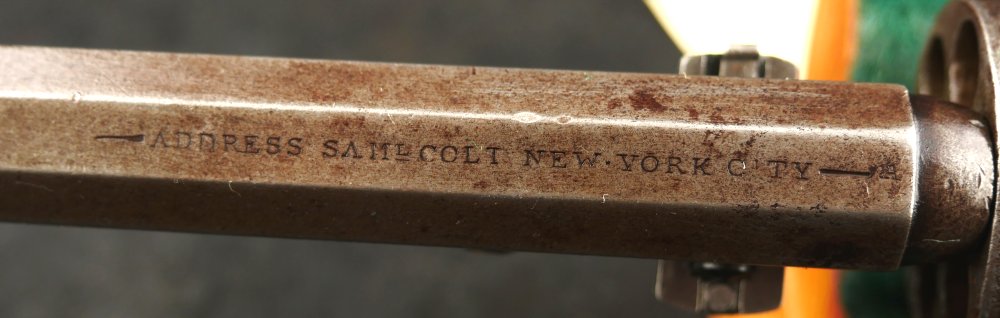 —ADDRESS SAMᴸ COLT NEW·YORK C TY—